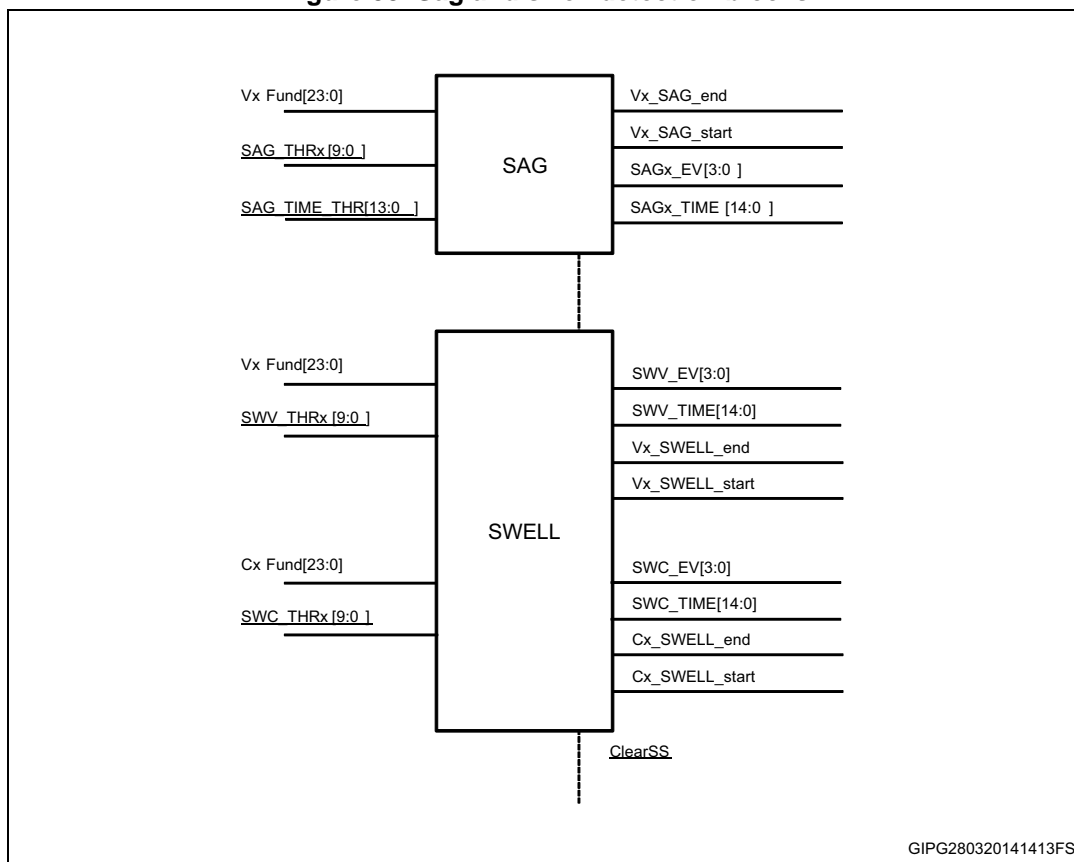 Vx Fund[23:0]
SAG_THRx [9:0 ]
SAG_TIME_THR[13:0 ]
SAG
Vx_SAG_end
Vx_SAG_start
SAGx_EV[3:0 ]
SAGx_TIME [14:0 ]
Vx Fund[23:0]
SWV_THRx [9:0 ]
Cx Fund[23:0]
SWC_THRx [9:0 ]
SWELL
SWV_EV[3:0]
SWV_TIME[14:0]
Vx_SWELL_end
Vx_SWELL_start
SWC_EV[3:0]
SWC_TIME[14:0]
Cx_SWELL_end
Cx_SWELL_start
ClearSS
GIPG280320141413FS